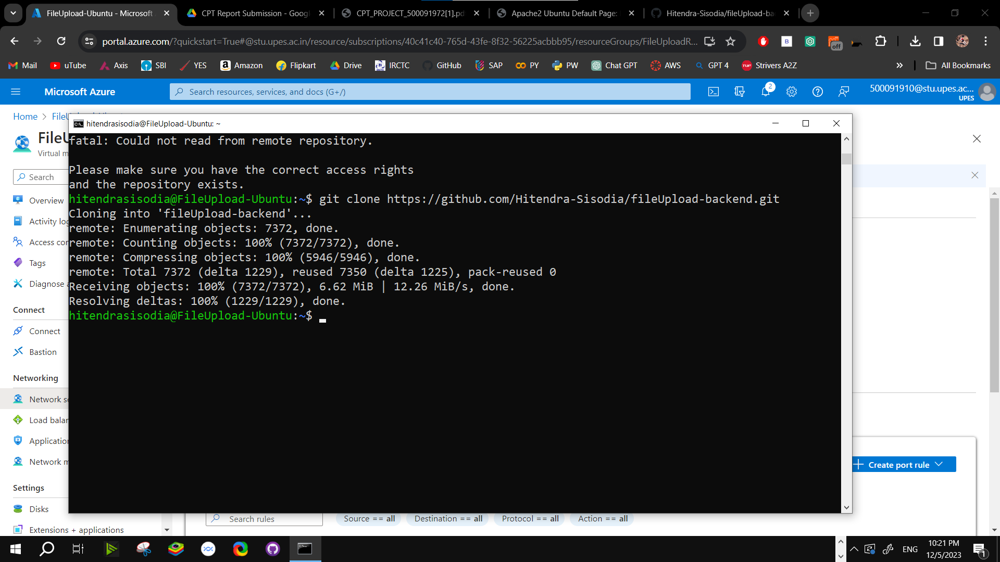 FileUpload-Ubuntu - Microsoft
CPT Report Submission - Googl
CPT_PROJECT_500091972[1].pd
Apache2 Ubuntu Default Page:
Hitendra-Sisodia/fileUpload-ba
portal.azure.com/?quickstart=True#@stu.upes.ac.in/resource/subscriptions/40c41c40-765d-43fe-8f32-56225acbbb95/resourceGroups/FileUploadR...
B
off
Mail
uTube
Axis
SBI
YES
Amazon
Flipkart
Drive
IRCTC
GitHub
SAP
PY
PW
Chat GPT
AWS
GPT 4
Strivers A2Z
All Bookmarks
Microsoft Azure
Search resources, services, and docs (G+/)
2
500091910@stu.upes.ac...
UPES
Home > FileU
FileU
Virtual m
Search
Overview
Activity log
Access con
Tags
Diagnose a
Connect
Connect
Bastion
Networking
Network se
Load balan
Application
Network m
Settings
Disks
Extensions + applications
hitendrasisodia@FileUpload-Ubuntu: ~
fatal: Could not read from remote repository.
Please make sure you have the correct access rights
and the repository exists.
hitendrasisodia@FileUpload-Ubuntu:~$ git clone https://github.com/Hitendra-Sisodia/fileUpload-backend.git
Cloning into 'fileUpload-backend'...
remote: Enumerating objects: 7372, done.
remote: Counting objects: 100% (7372/7372), done.
remote: Compressing objects: 100% (5946/5946), done.
remote: Total 7372 (delta 1229), reused 7350 (delta 1225), pack-reused 0
Receiving objects: 100% (7372/7372), 6.62 MiB | 12.26 MiB/s, done.
Resolving deltas: 100% (1229/1229), done.
hitendrasisodia@FileUpload-Ubuntu:~$
Create port rule
Search rules
Source == all
Destination == all
Protocol == all
Action == all
ENG
10:21 PM
12/5/2023
1